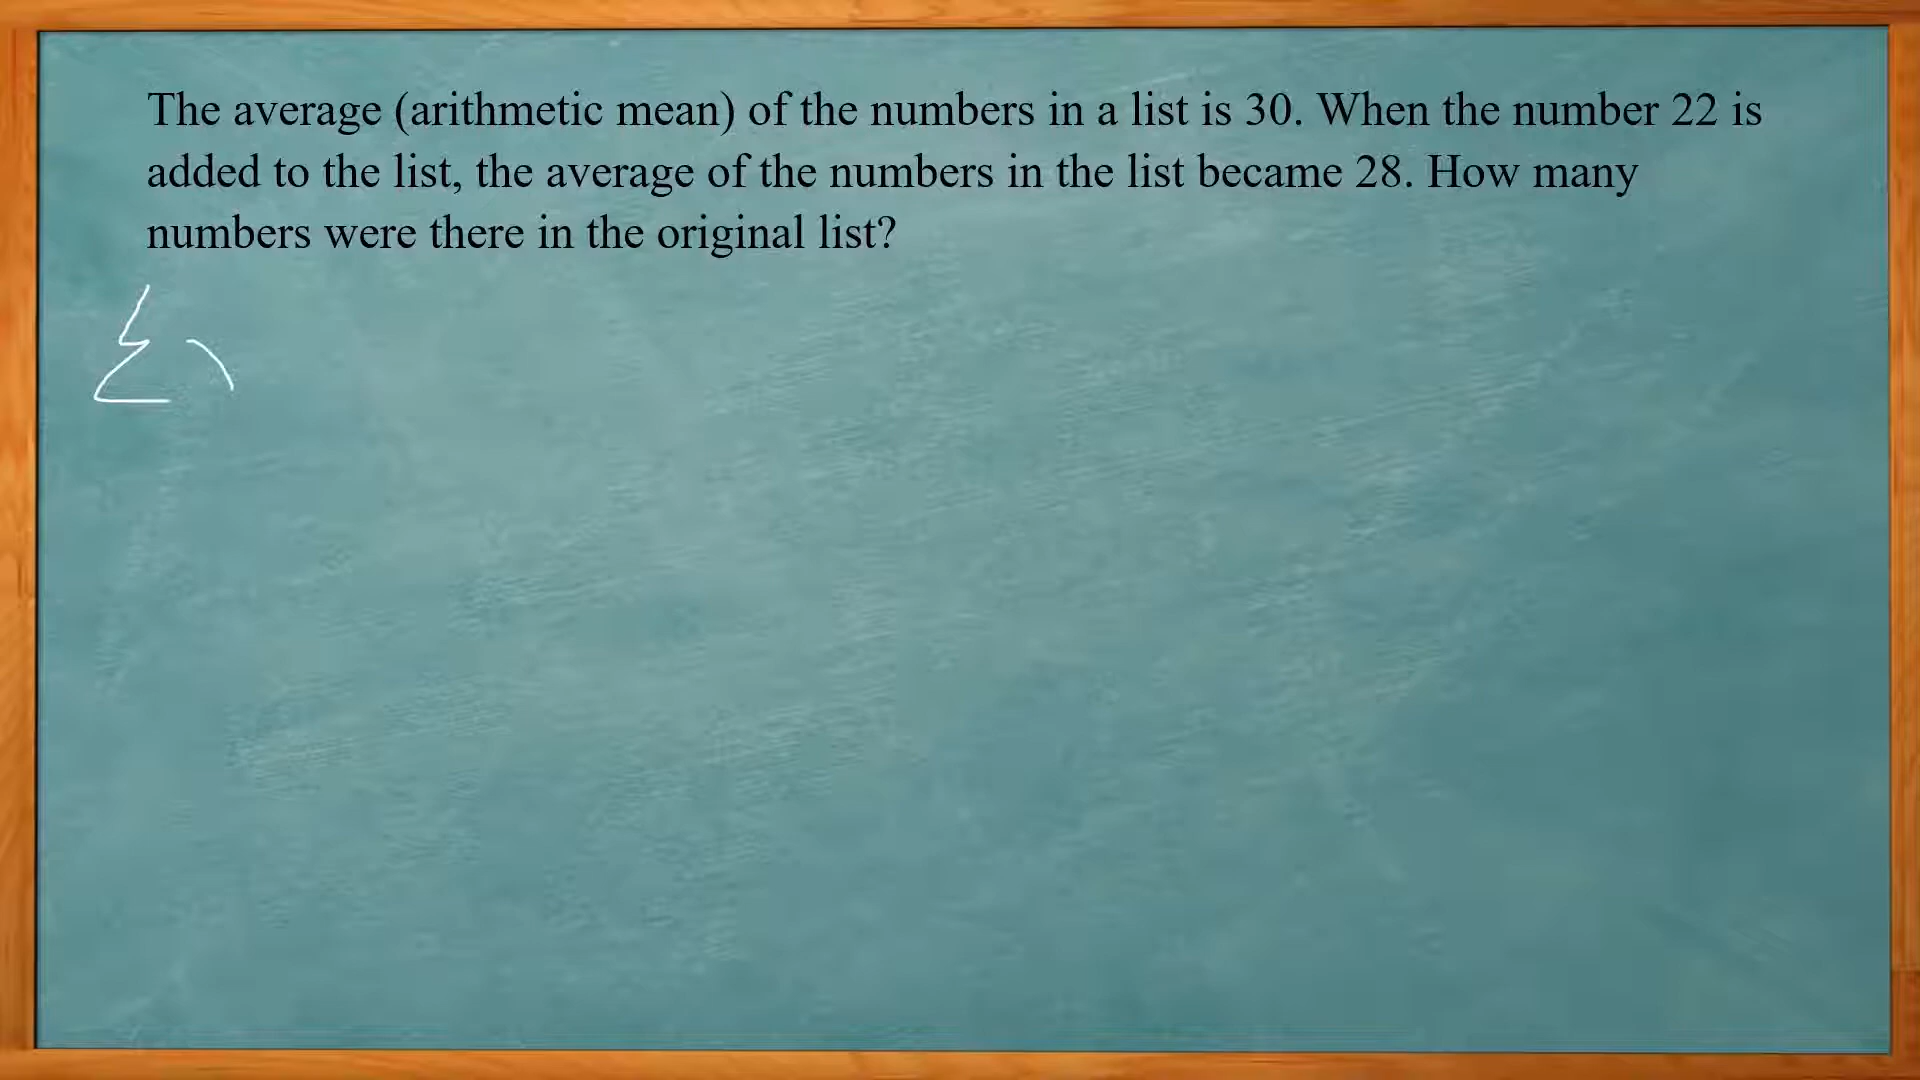 The average (arithmetic mean) of the numbers in a list is 30. When the number 22 is
added to the list, the average of the numbers in the list became 28. How many
numbers were there in the original list?
Σ